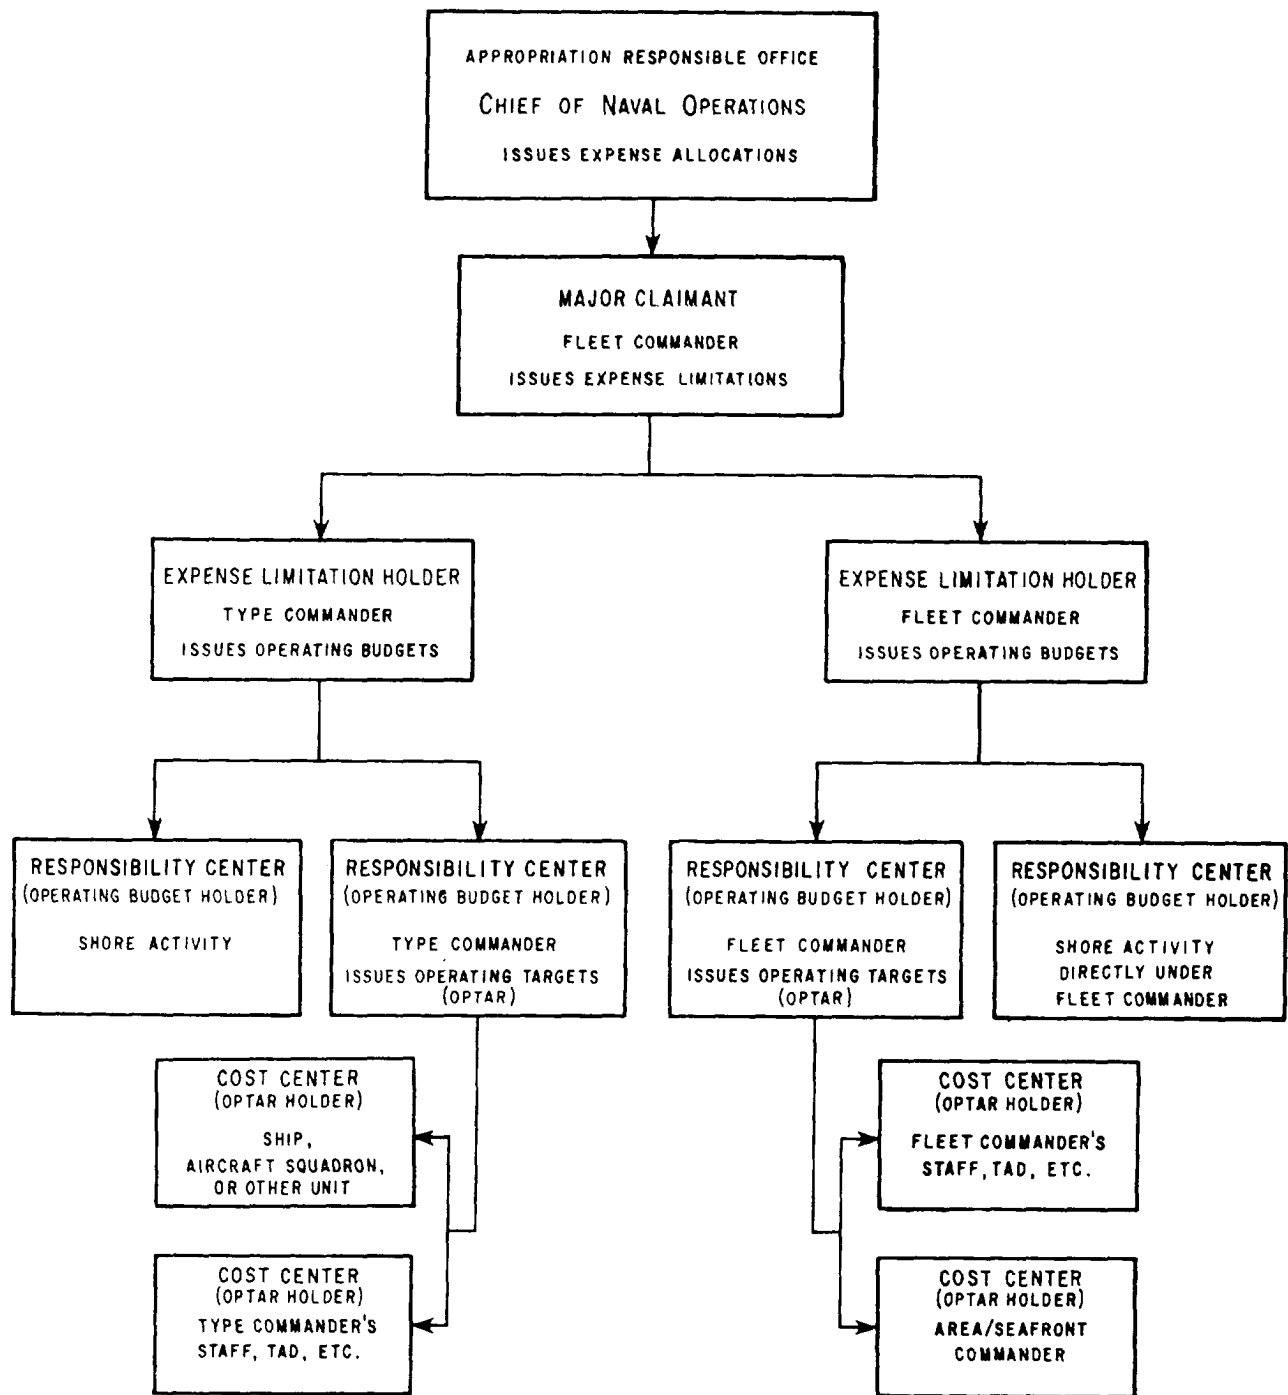 APPROPRIATION RESPONSIBLE OFFICE
CHIEF OF NAVAL OPERATIONS
ISSUES EXPENSE ALLOCATIONS
MAJOR CLAIMANT
FLEET COMMANDER
ISSUES EXPENSE LIMITATIONS
EXPENSE LIMITATION HOLDER
TYPE COMMANDER
ISSUES OPERATING BUDGETS
EXPENSE LIMITATION HOLDER
FLEET COMMANDER
ISSUES OPERATING BUDGETS
RESPONSIBILITY CENTER
(OPERATING BUDGET HOLDER)
SHORE ACTIVITY
RESPONSIBILITY CENTER
(OPERATING BUDGET HOLDER)
TYPE COMMANDER
ISSUES OPERATING TARGETS
(OPTAR)
RESPONSIBILITY CENTER
(OPERATING BUDGET HOLDER)
FLEET COMMANDER
ISSUES OPERATING TARGETS
(OPTAR)
RESPONSIBILITY CENTER
(OPERATING BUDGET HOLDER)
SHORE ACTIVITY
DIRECTLY UNDER
FLEET COMMANDER
COST CENTER
(OPTAR HOLDER)
SHIP,
AIRCRAFT SQUADRON,
OR OTHER UNIT
COST CENTER
(OPTAR HOLDER)
TYPE COMMANDER'S
STAFF, TAD, ETC.
COST CENTER
(OPTAR HOLDER)
FLEET COMMANDER'S
STAFF, TAD, ETC.
COST CENTER
(OPTAR HOLDER)
AREA/SEAFRONT
COMMANDER